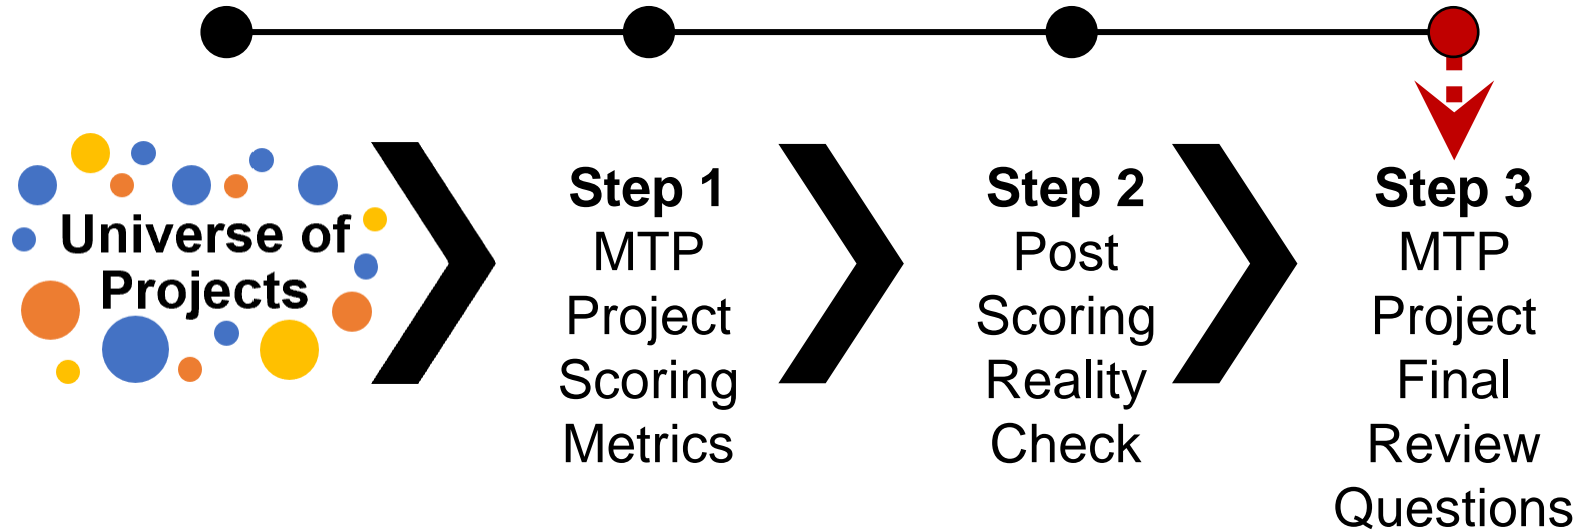 Universe of
Projects
Step 1
MTP
Project
Scoring
Metrics
Step 2
Post
Scoring
Reality
Check
Step 3
MTP
Project
Final
Review
Questions